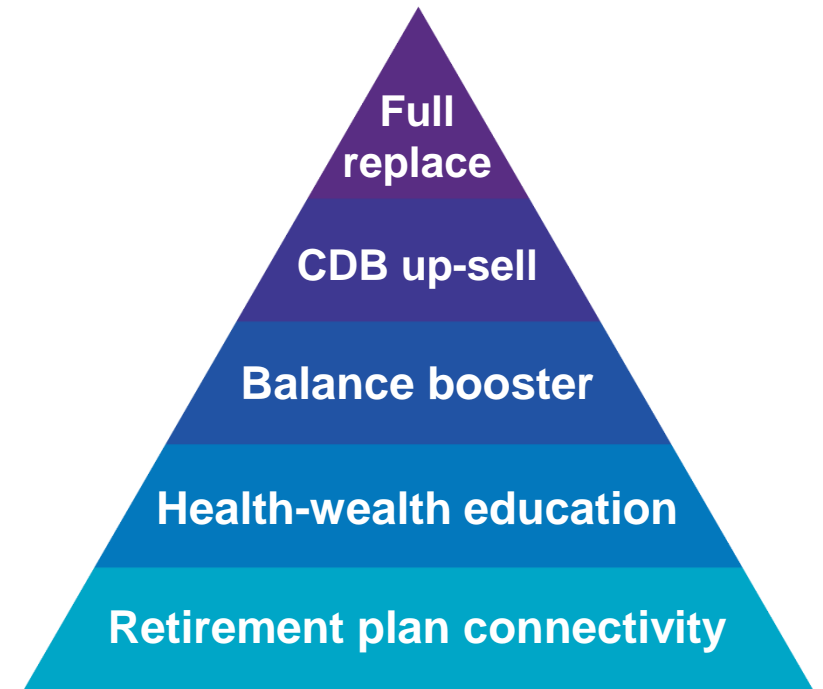 Full
replace
CDB up-sell
Balance booster
Health-wealth education
Retirement plan connectivity